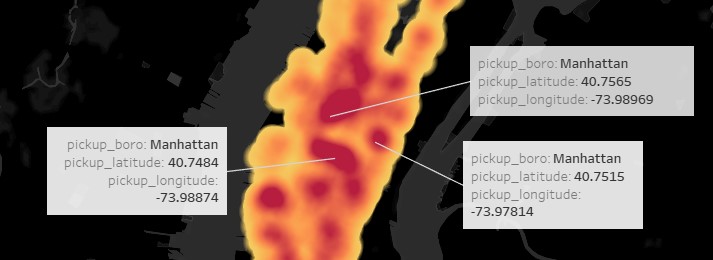 pickup_boro: Manhattan
pickup_latitude: 40.7565
pickup_longitude: -73.98969
pickup_boro: Manhattan
pickup_latitude: 40.7484
pickup_longitude:
-73.98874
pickup_boro: Manhattan
pickup_latitude: 40.7515
pickup_longitude:
-73.97814